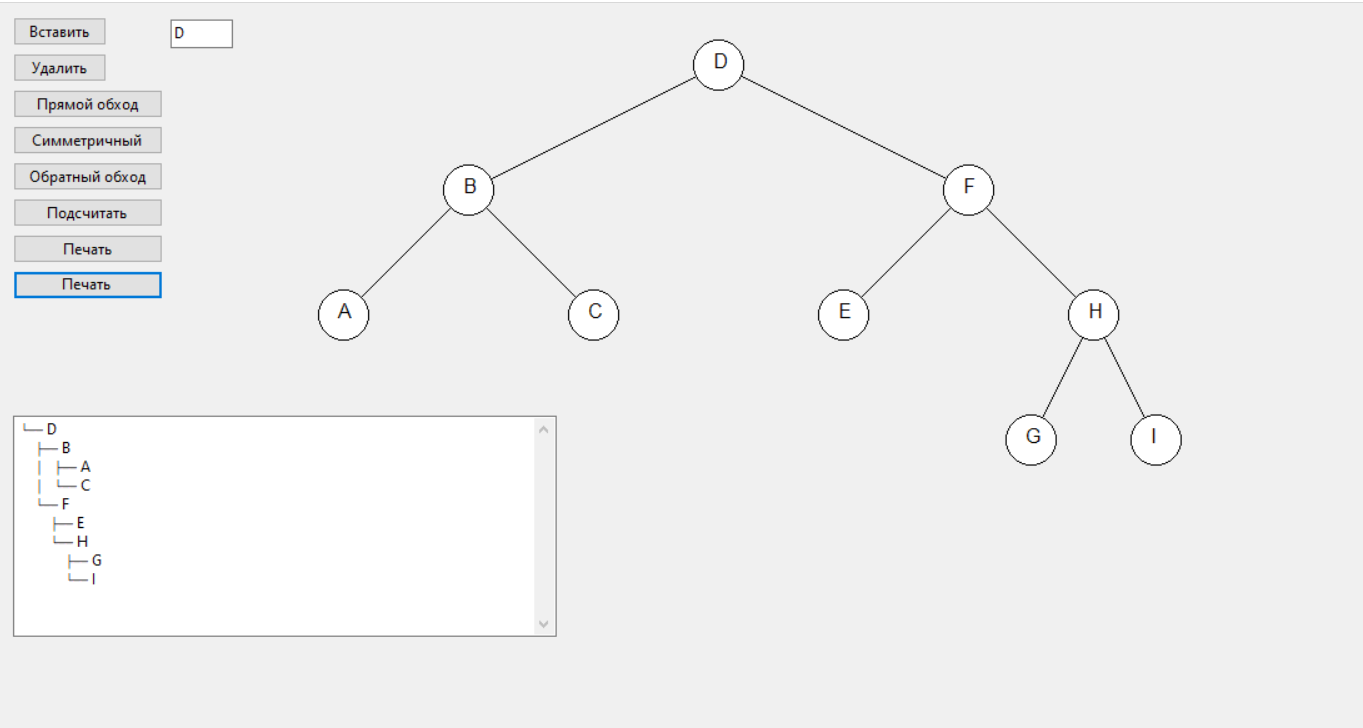 Вставить
D
Удалить
Прямой обход
Симметричный
Обратный обход
Подсчитать
Печать
Печать
D
B
F
A
C
E
H
G
I
└─ D
├─ B
│ ├─ A
│ └─ C
└─ F
├─ E
└─ H
├─ G
└─ I